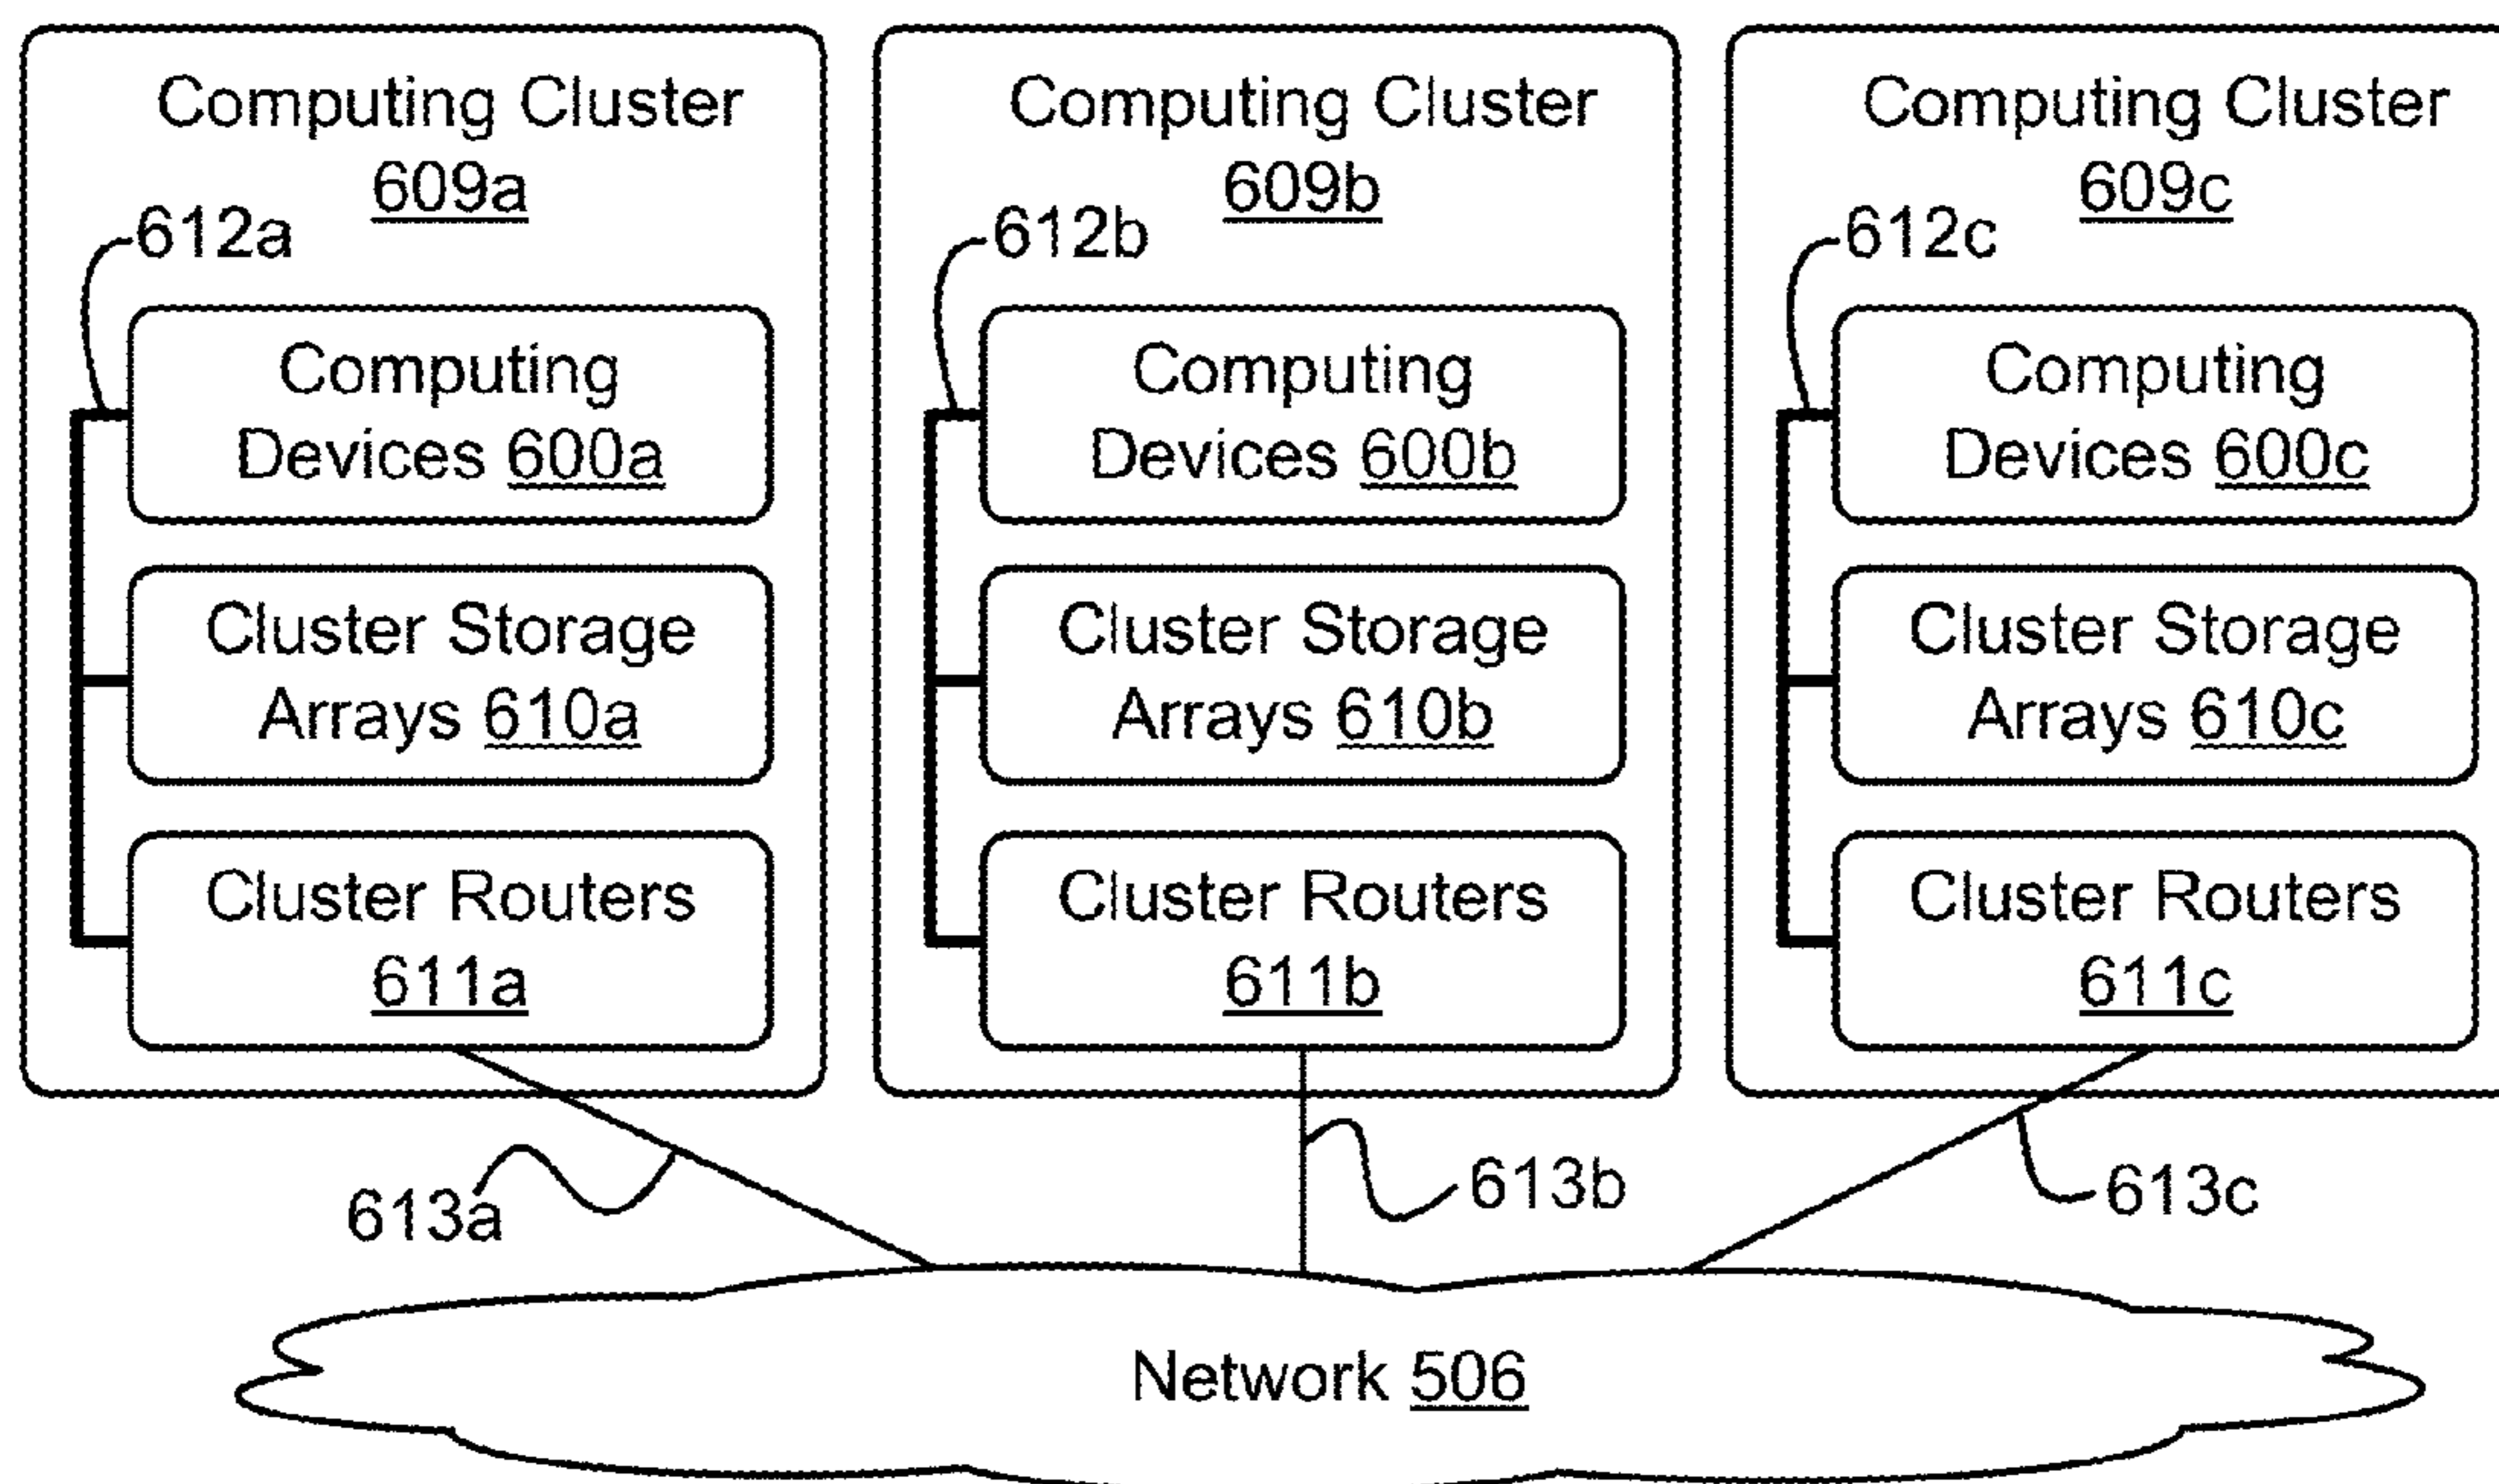 Computing Cluster
609a
612a
Computing
Devices 600a
Cluster Storage
Arrays 610a
Cluster Routers
611a
Computing Cluster
609b
612b
Computing
Devices 600b
Cluster Storage
Arrays 610b
Cluster Routers
611b
Computing Cluster
609c
612c
Computing
Devices 600c
Cluster Storage
Arrays 610c
Cluster Routers
611c
613a
613b
613c
Network 506